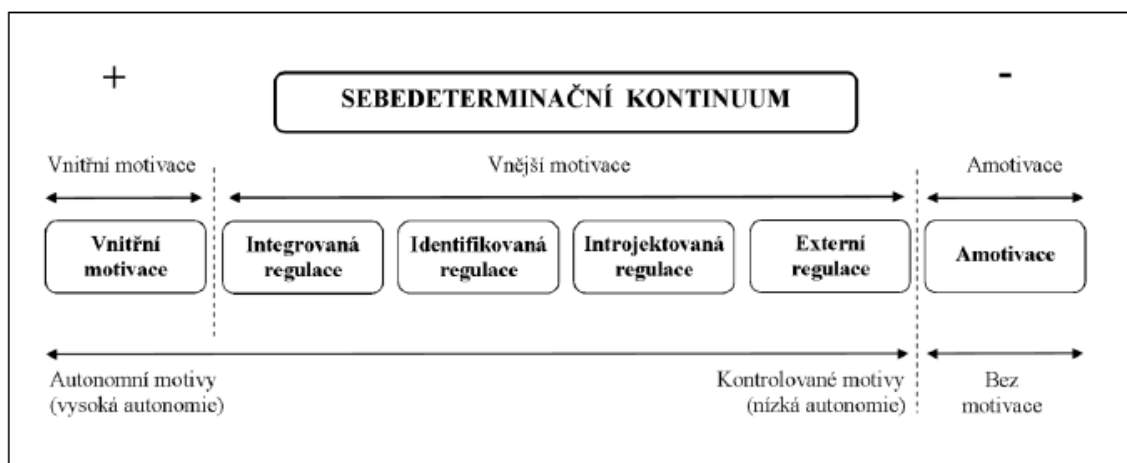 +
-
SEBEDETERMINAČNÍ KONTINUUM
Vnitřní motivace
Vnější motivace
Amotivace
Vnitřní
motivace
Integrovaná
regulace
Identifikovaná
regulace
Introjektovaná
regulace
Externí
regulace
Amotivace
Autonomní motivy
(vysoká autonomie)
Kontrolované motivy
(nízká autonomie)
Bez
motivace